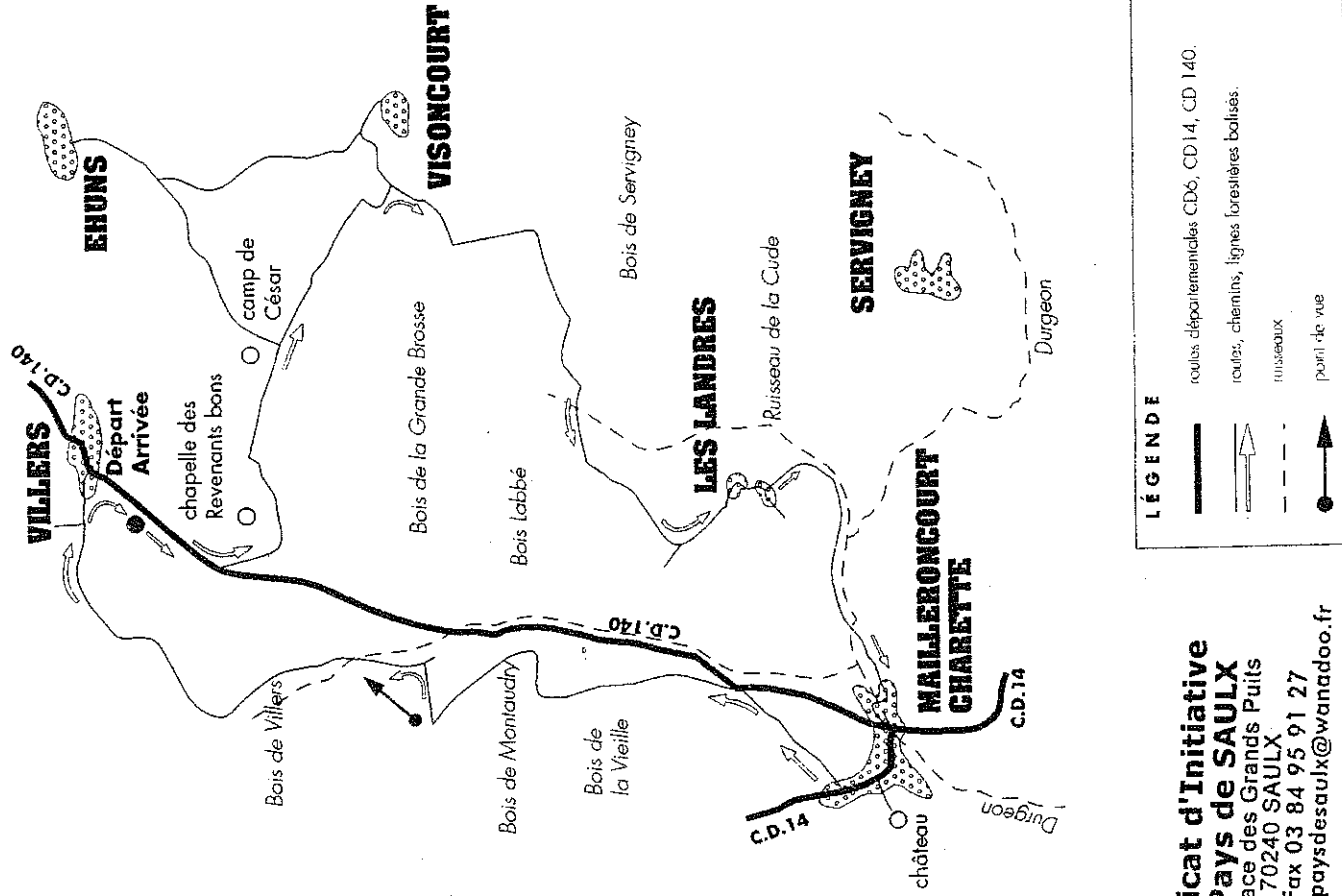 EHUNS
VISONCOURT
C.D.140
VILLERS
Départ
Arrivée
camp de
César
chapelle des
Revenants bons
Bois de la Grande Brosse
Bois de Servigney
Bois Labbé
LES LANDRES
Ruisseau de la Cude
SERVIGNEY
Durgeon
Bois de Villers
C.D.140
Bois de Montaudry
Bois de
la Vieille
MAILLERONCOURT
CHARETTE
C.D.14
C.D.14
château
Durgeon
LÉGENDE
routes départementales CD6, CD14, CD 140.
routes, chemins, lignes forestières balisés.
ruisseaux
point de vue
icat d'Initiative
Pays de SAULX
ace des Grands Puits
70240 SAULX
Fax 03 84 95 91 27
paysdesaulx@wanadoo.fr